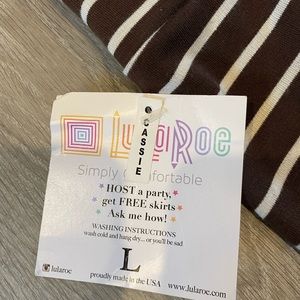 CASSIE
LuLaRoe
Simply Comfortable
HOST a party,
get FREE skirts
Ask me how!
WASHING INSTRUCTIONS
wash cold and hang dry... or you'll be sad
L
proudly made in the USA
lularoe
www.lularoe.com